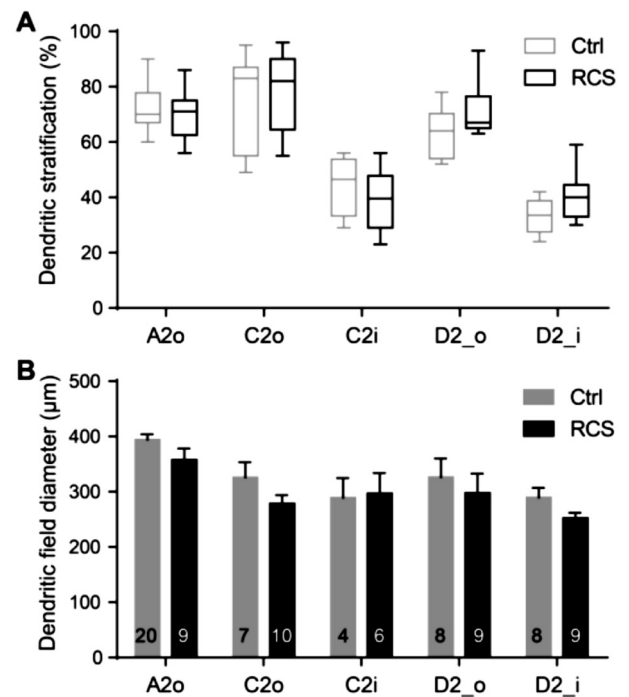 A
Dendritic stratification (%)
100
80
60
40
20
0
Ctrl
RCS
A2o C2o C2i D2_o D2_i
B
Dendritic field diameter (µm)
500
400
300
200
100
0
Ctrl
RCS
20 9 7 10 4 6 8 9 8 9
A2o C2o C2i D2_o D2_i